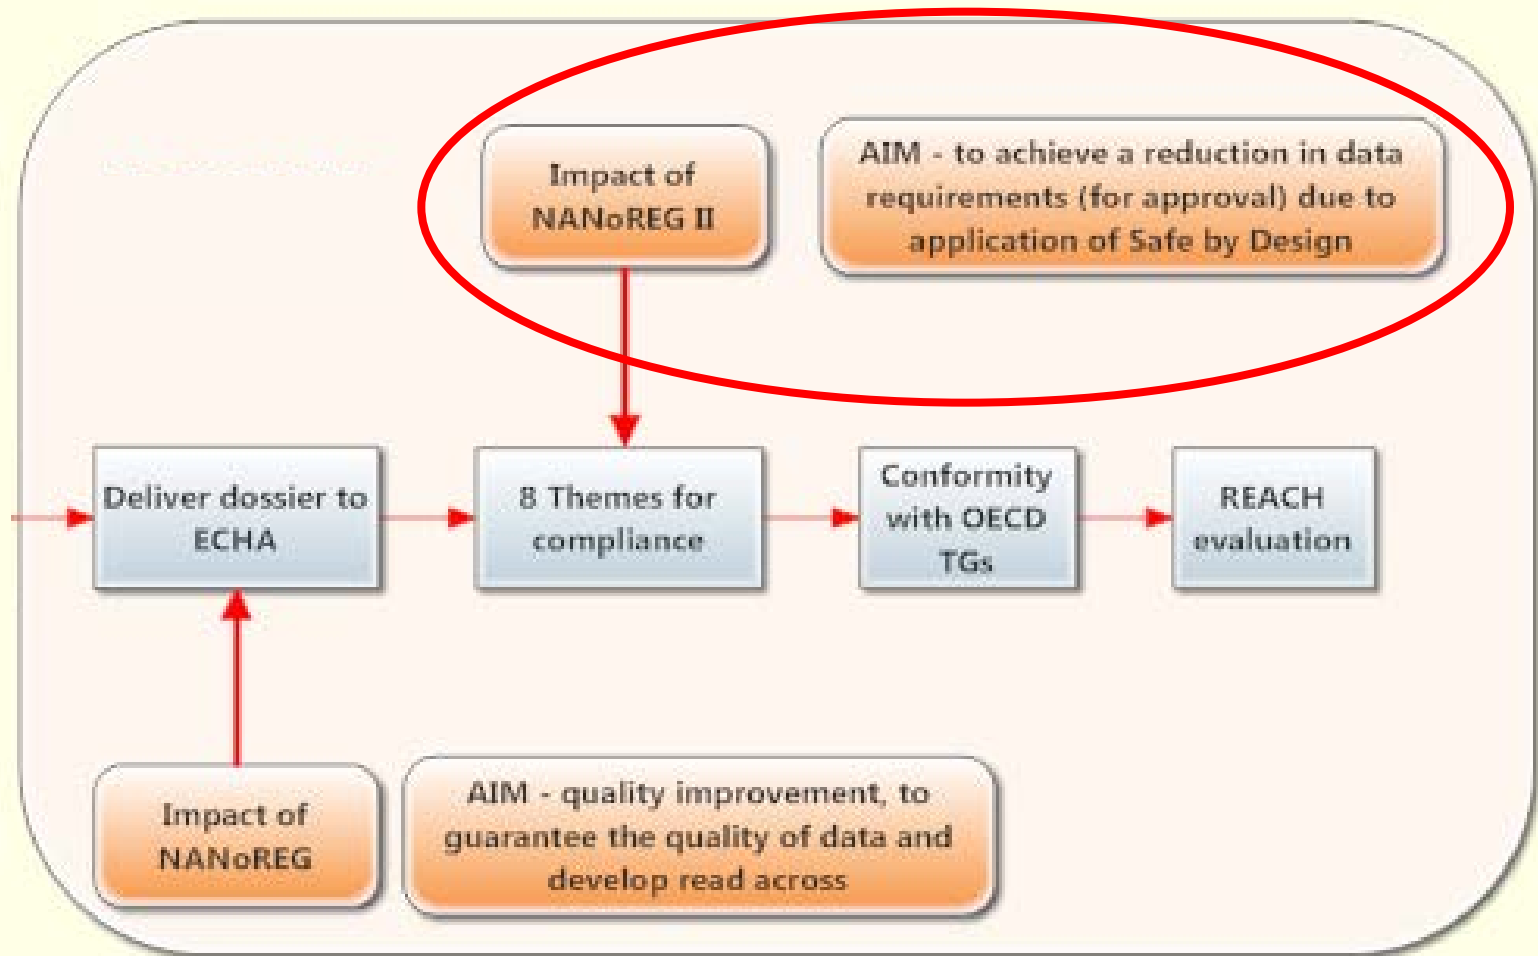 Impact of
NANoREG II
AIM - to achieve a reduction in data
requirements (for approval) due to
application of Safe by Design
Deliver dossier to
ECHA
8 Themes for
compliance
Conformity
with OECD
TGs
REACH
evaluation
Impact of
NANoREG
AIM - quality improvement, to
guarantee the quality of data and
develop read across